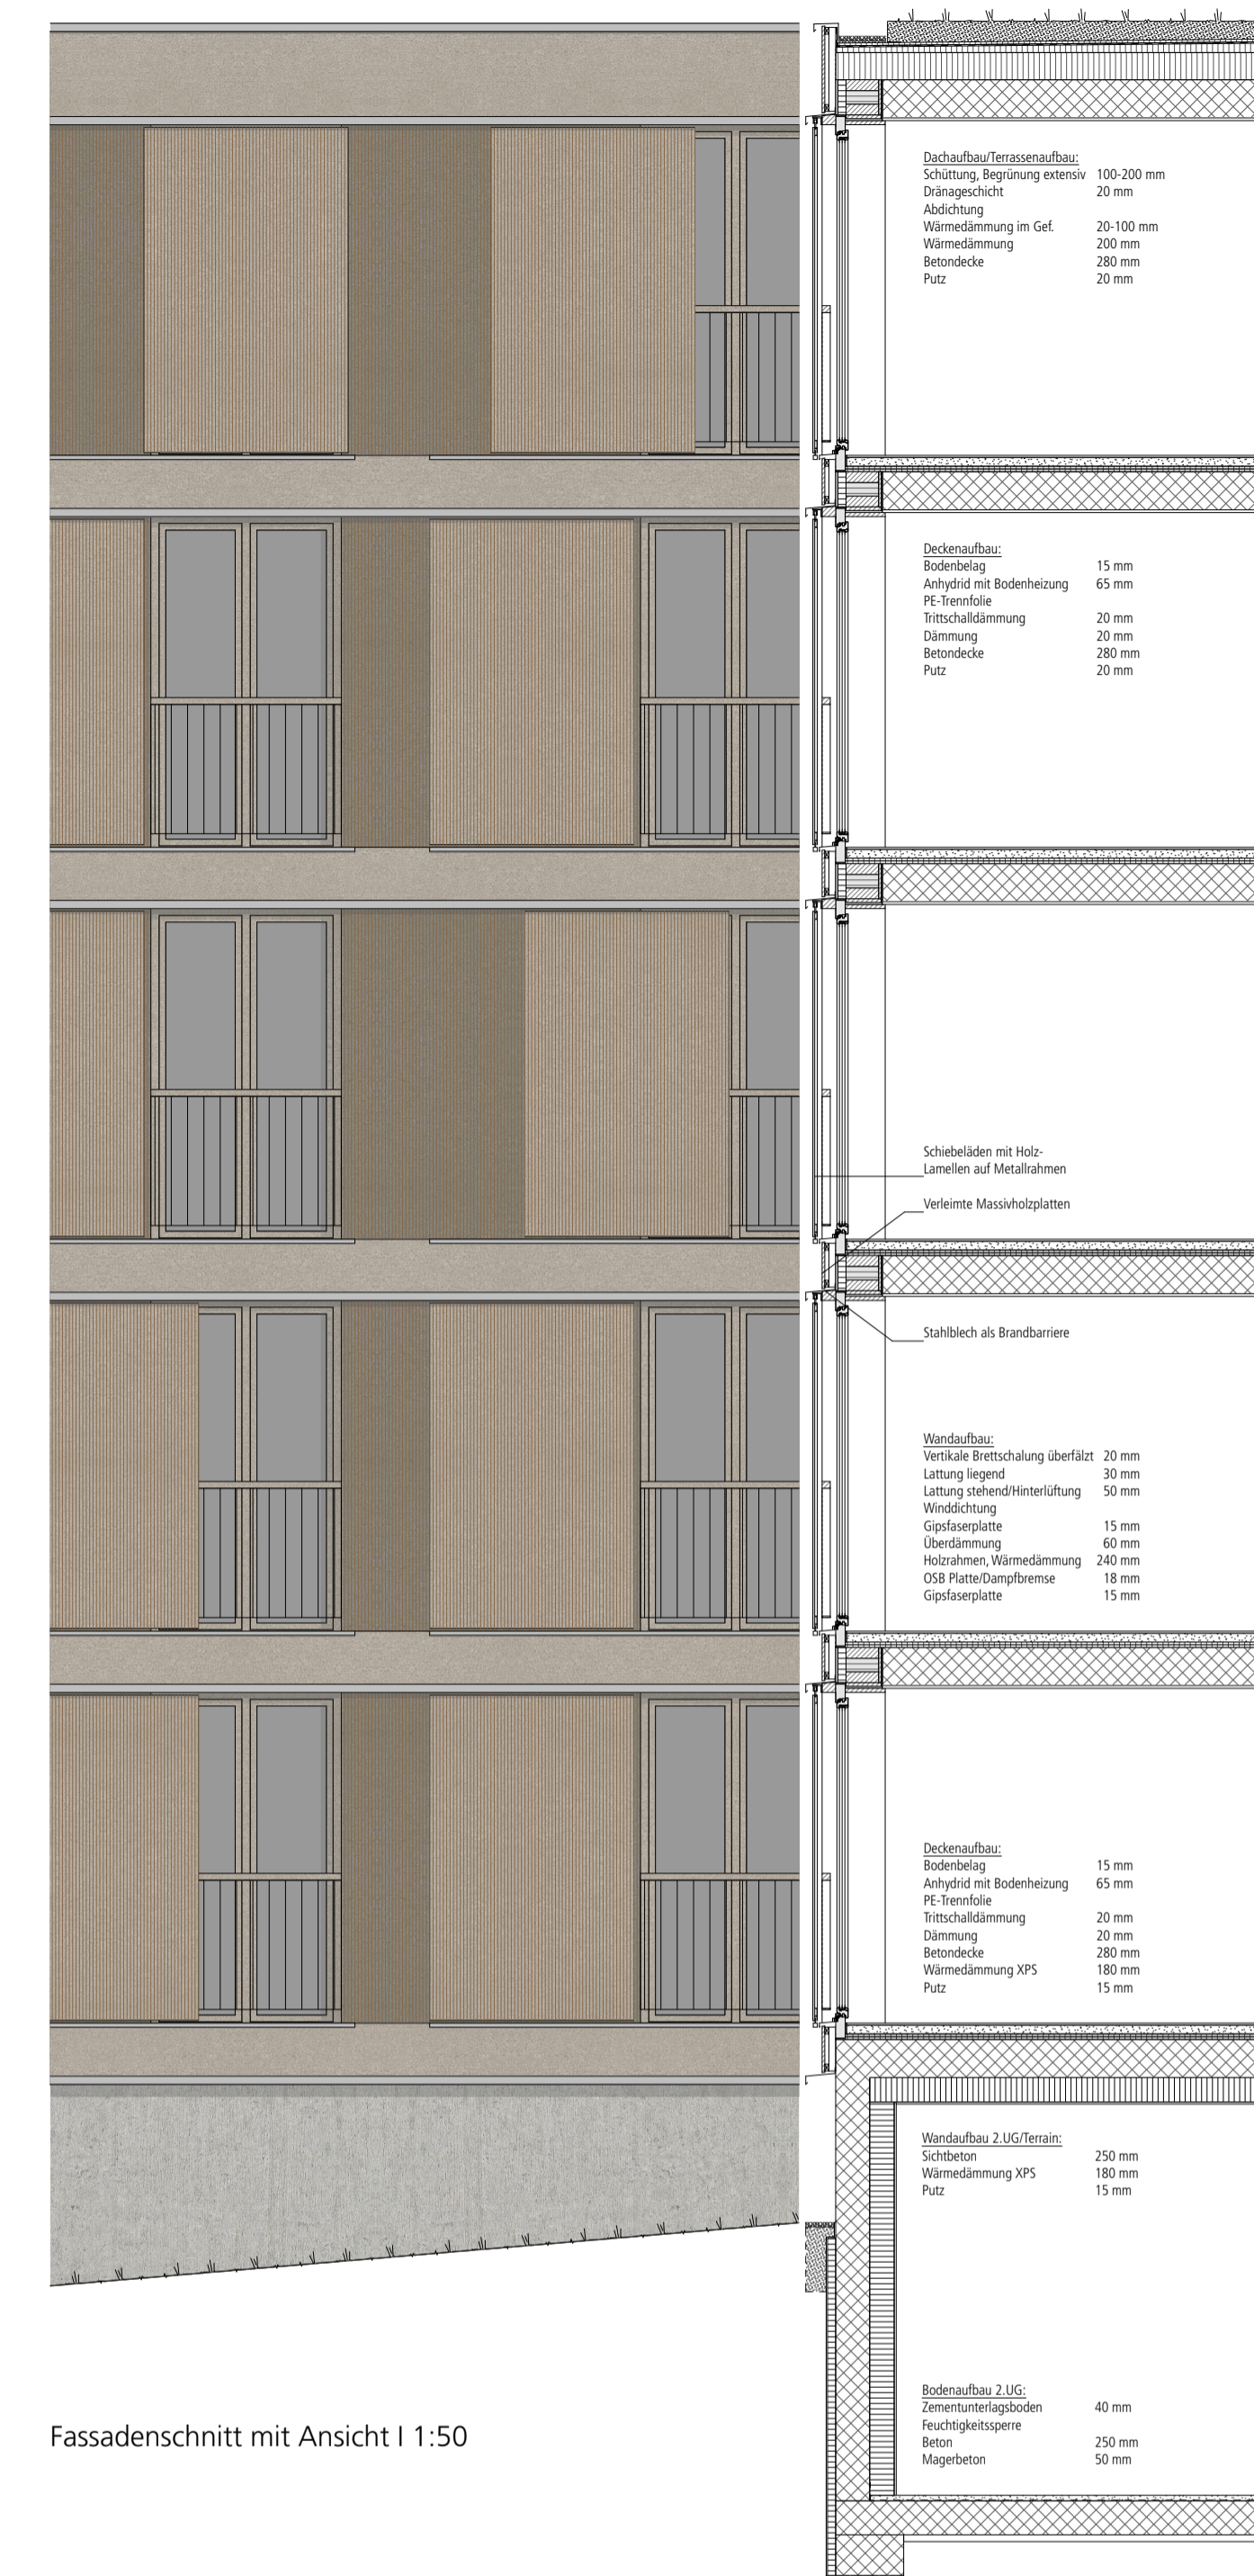 Dachaufbau/Terrassenaufbau:
Schüttung, Begrünung extensiv 100-200 mm
Dränageschicht 20 mm
Abdichtung
Wärmedämmung im Gef. 20-100 mm
Wärmedämmung 200 mm
Betondecke 280 mm
Putz 20 mm
Deckenaufbau:
Bodenbelag 15 mm
Anhydrid mit Bodenheizung 65 mm
PE-Trennfolie
Trittschalldämmung 20 mm
Dämmung 20 mm
Betondecke 280 mm
Putz 20 mm
Schiebeläden mit Holz-
Lamellen auf Metallrahmen
Verleimte Massivholzplatten
Stahlblech als Brandbarriere
Wandaufbau:
Vertikale Brettschalung überfälzt 20 mm
Lattung liegend 30 mm
Lattung stehend/Hinterlüftung 50 mm
Winddichtung
Gipsfaserplatte 15 mm
Überdämmung 60 mm
Holzrahmen, Wärmedämmung 240 mm
OSB Platte/Dampfbremse 18 mm
Gipsfaserplatte 15 mm
Deckenaufbau:
Bodenbelag 15 mm
Anhydrid mit Bodenheizung 65 mm
PE-Trennfolie
Trittschalldämmung 20 mm
Dämmung 20 mm
Betondecke 280 mm
Wärmedämmung XPS 180 mm
Putz 15 mm
Wandaufbau 2.UG/Terrain:
Sichtbeton 250 mm
Wärmedämmung XPS 180 mm
Putz 15 mm
Bodenaufbau 2.UG:
Zementunterlagsboden 40 mm
Feuchtigkeitssperre
Beton 250 mm
Magerbeton 50 mm
Fassadenschnitt mit Ansicht I 1:50